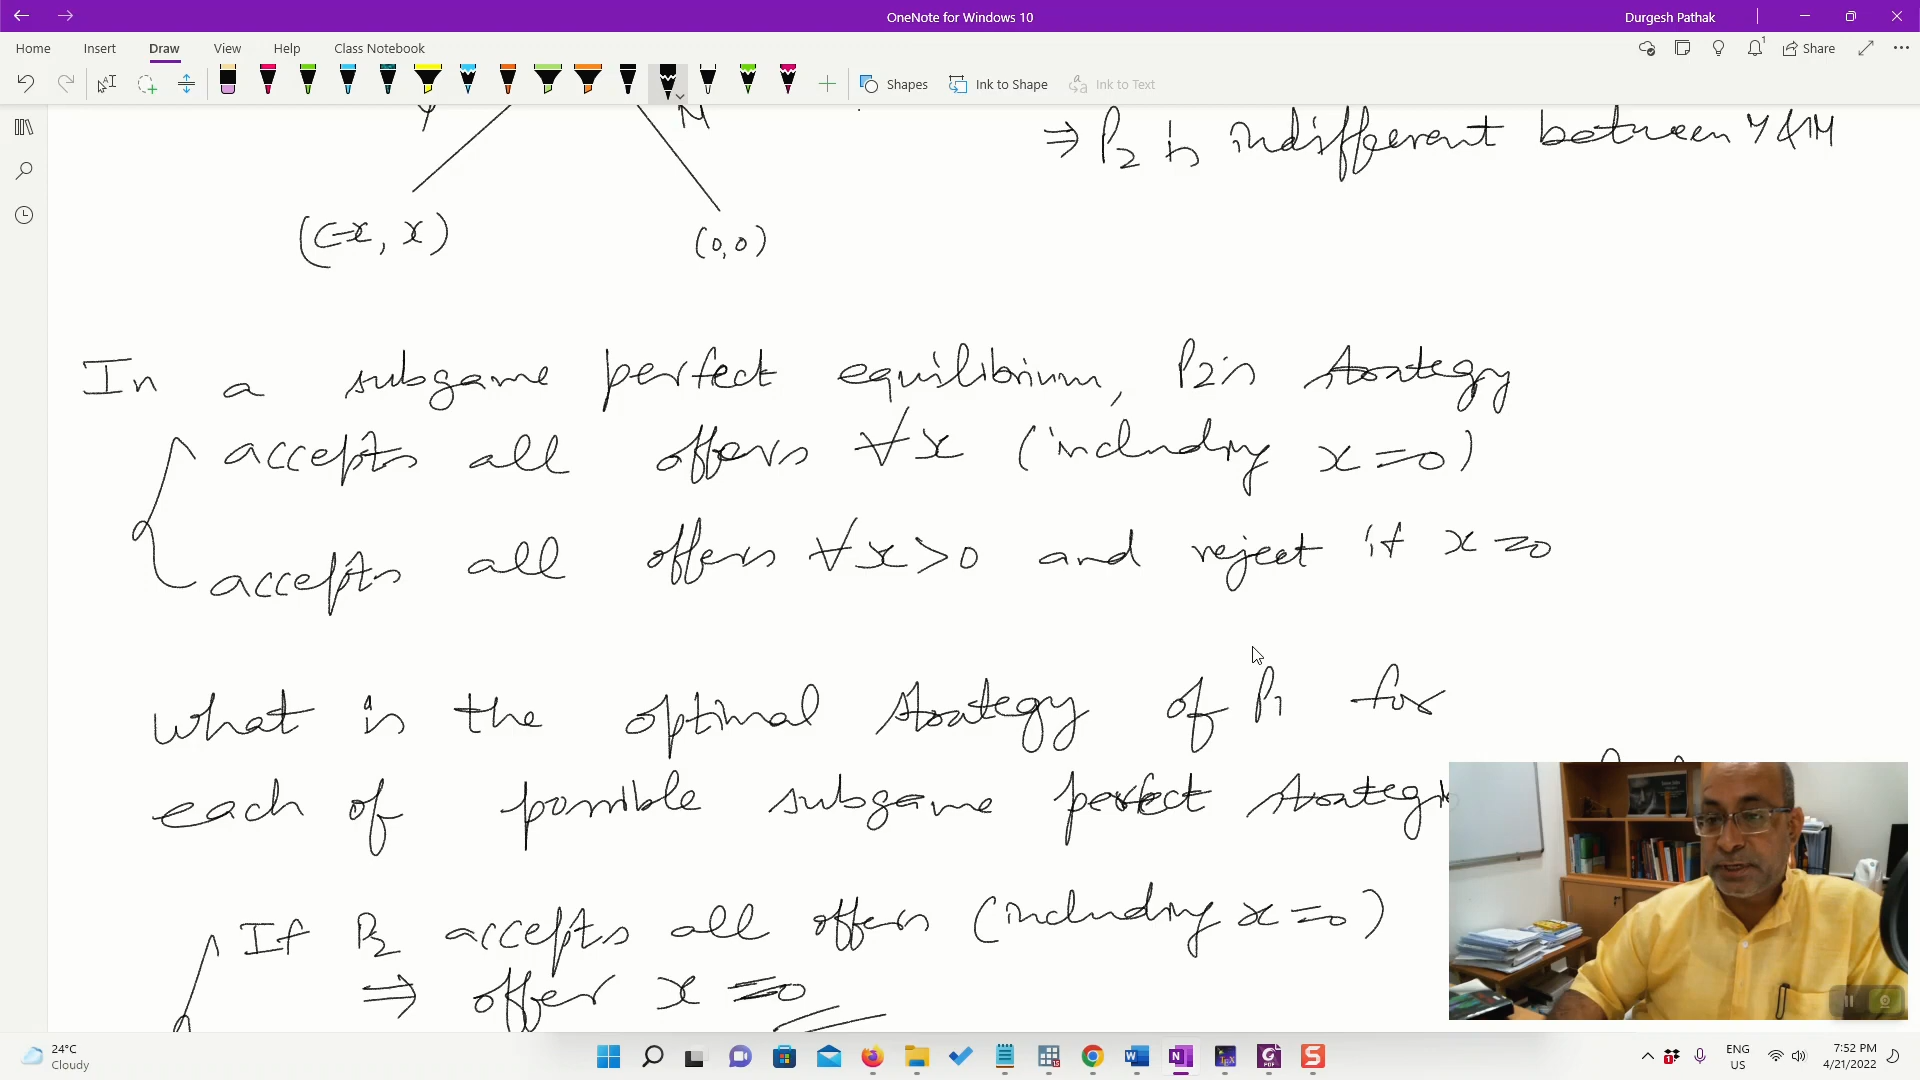 OneNote for Windows 10
Durgesh Pathak
Home Insert Draw View Help Class Notebook
Share
Shapes Ink to Shape Ink to Text
Y N
⇒ P2 is indifferent between Y & N
(c-x, x) (0,0)
In a subgame perfect equilibrium, P2's strategy
accepts all offers ∀x (including x=0)
accepts all offers ∀x>0 and reject if x=0
What is the optimal strategy of P1 for
each of possible subgame perfect
If P2 accepts all offers (including x=0)
⇒ offer x=0
24°C
Cloudy
ENG
US
7:52 PM
4/21/2022